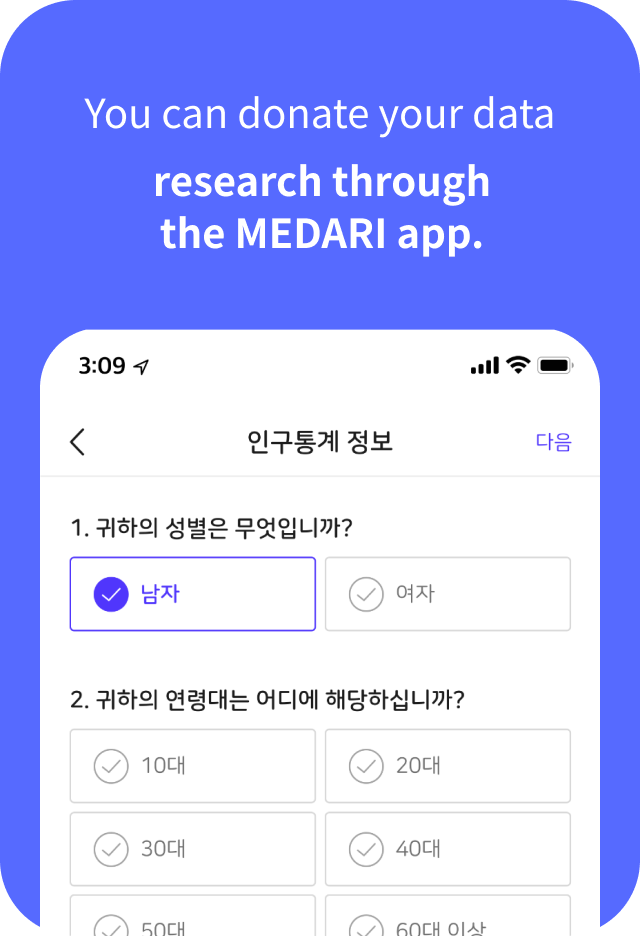 You can donate your data
research through
the MEDARI app.
3:09
인구통계 정보
다음
1. 귀하의 성별은 무엇입니까?
남자
여자
2. 귀하의 연령대는 어디에 해당하십니까?
10대
20대
30대
40대
50대
60대 이상